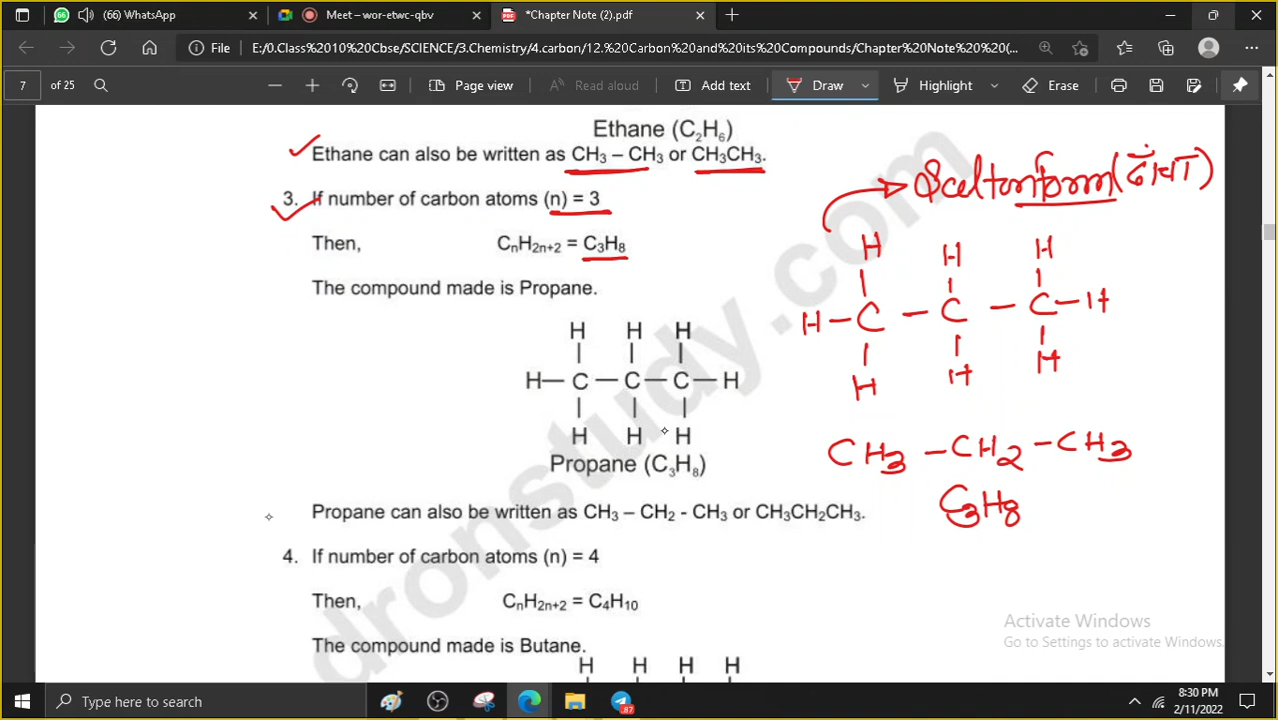 (66) WhatsApp
Meet – wor-etwc-qbv
*Chapter Note (2).pdf
File E:/0.Class%2010%20Cbse/SCIENCE/3.Chemistry/4.carbon/12.%20Carbon%20and%20its%20Compounds/Chapter%20Note%20%20(...
7 of 25
Page view
Read aloud
Add text
Draw
Highlight
Erase
Ethane (C₂H₆)
Ethane can also be written as CH₃ – CH₃ or CH₃CH₃.
3. If number of carbon atoms (n) = 3
Then, CₙH₂ₙ₊₂ = C₃H₈
The compound made is Propane.
H H H
H– C – C – C – H
H H H
Propane (C₃H₈)
Propane can also be written as CH₃ – CH₂ - CH₃ or CH₃CH₂CH₃.
4. If number of carbon atoms (n) = 4
Then, CₙH₂ₙ₊₂ = C₄H₁₀
The compound made is Butane.
H H H H
H H H
H – C – C – C – H
H H H
CH₃ – CH₂ – CH₃
C₃H₈
dronstudy.com
Activate Windows
Go to Settings to activate Windows.
Type here to search
87
8:30 PM
2/11/2022